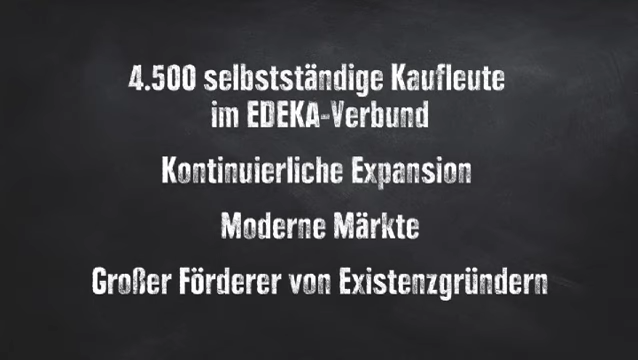 4.500 selbstständige Kaufleute
im EDEKA-Verbund
Kontinuierliche Expansion
Moderne Märkte
Großer Förderer von Existenzgründern